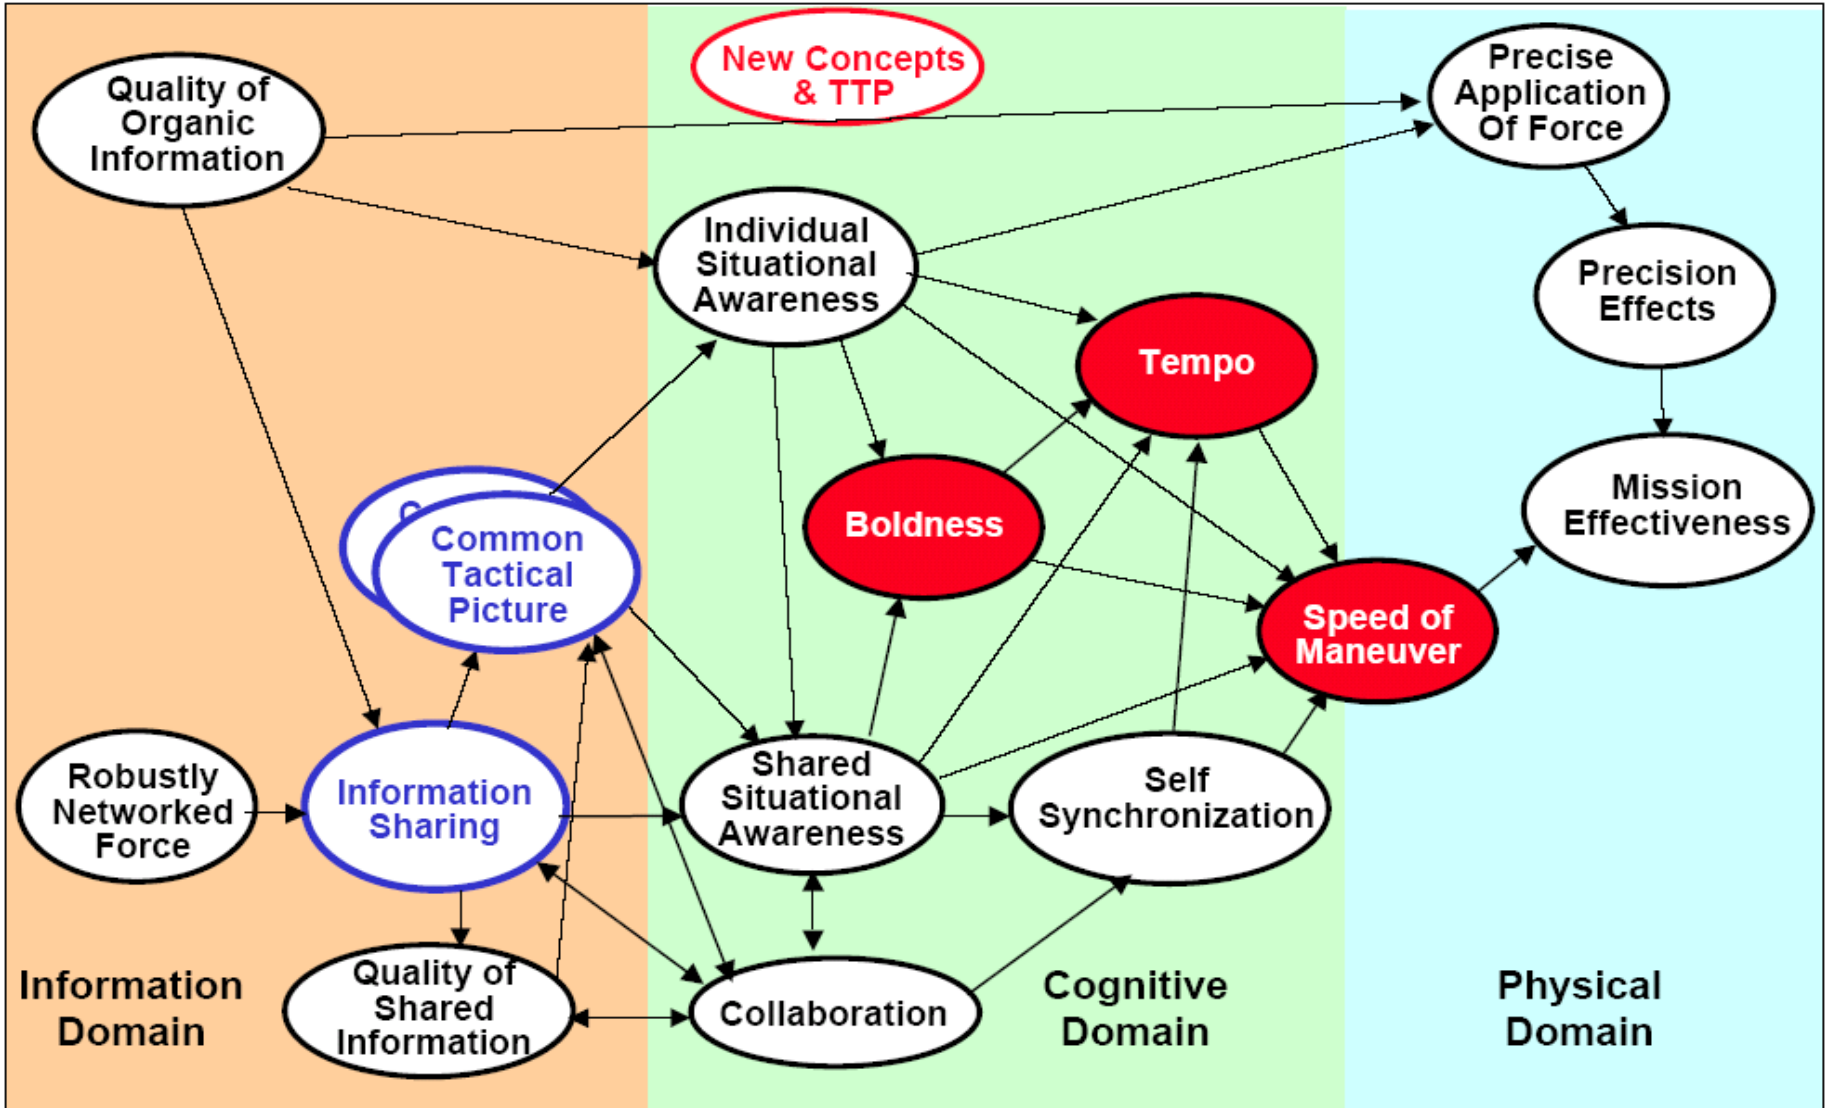 New Concepts
& TTP
Quality of
Organic
Information
Precise
Application
Of Force
Individual
Situational
Awareness
Precision
Effects
Tempo
Common
Tactical
Picture
Boldness
Mission
Effectiveness
Speed of
Maneuver
Robustly
Networked
Force
Information
Sharing
Shared
Situational
Awareness
Self
Synchronization
Quality of
Shared
Information
Collaboration
Information
Domain
Cognitive
Domain
Physical
Domain